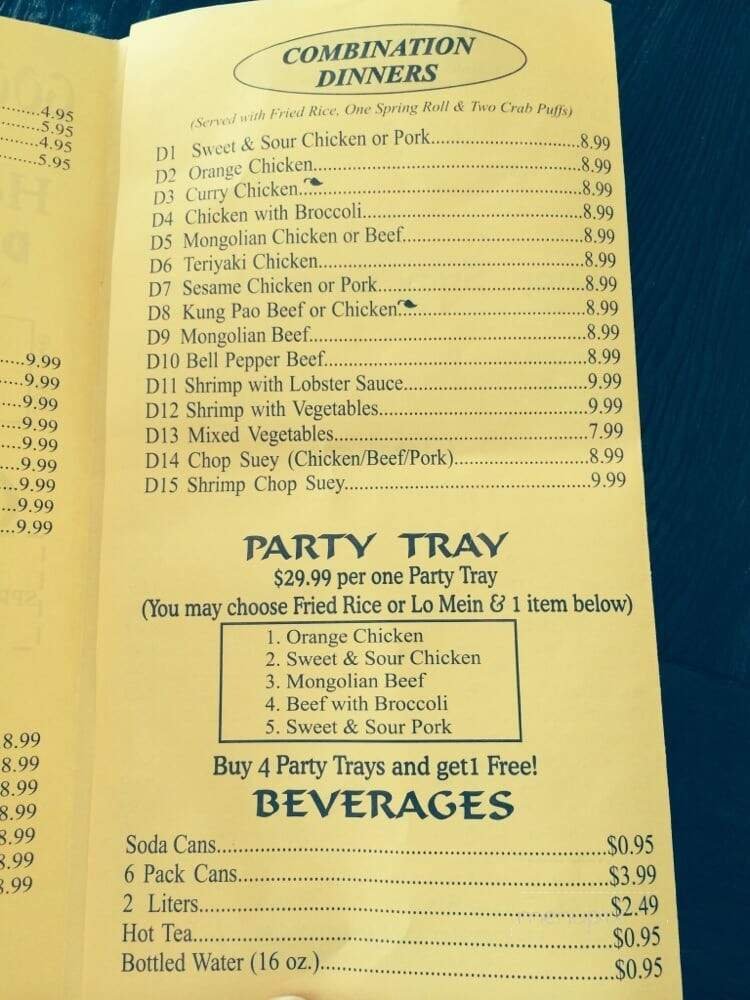 ....4.95
....5.95
....4.95
....5.95
....9.99
....9.99
....9.99
....9.99
....9.99
....9.99
....9.99
....9.99
....9.99
8.99
8.99
8.99
8.99
8.99
8.99
8.99
COMBINATION
DINNERS
(Served with Fried Rice, One Spring Roll & Two Crab Puffs)
D1 Sweet & Sour Chicken or Pork....8.99
D2 Orange Chicken....8.99
D3 Curry Chicken....8.99
D4 Chicken with Broccoli....8.99
D5 Mongolian Chicken or Beef....8.99
D6 Teriyaki Chicken....8.99
D7 Sesame Chicken or Pork....8.99
D8 Kung Pao Beef or Chicken....8.99
D9 Mongolian Beef....8.99
D10 Bell Pepper Beef....8.99
D11 Shrimp with Lobster Sauce....9.99
D12 Shrimp with Vegetables....9.99
D13 Mixed Vegetables....7.99
D14 Chop Suey (Chicken/Beef/Pork)....8.99
D15 Shrimp Chop Suey....9.99
PARTY TRAY
$29.99 per one Party Tray
(You may choose Fried Rice or Lo Mein & 1 item below)
1. Orange Chicken
2. Sweet & Sour Chicken
3. Mongolian Beef
4. Beef with Broccoli
5. Sweet & Sour Pork
Buy 4 Party Trays and get1 Free!
BEVERAGES
Soda Cans....$0.95
6 Pack Cans....$3.99
2 Liters....$2.49
Hot Tea....$0.95
Bottled Water (16 oz.)....$0.95